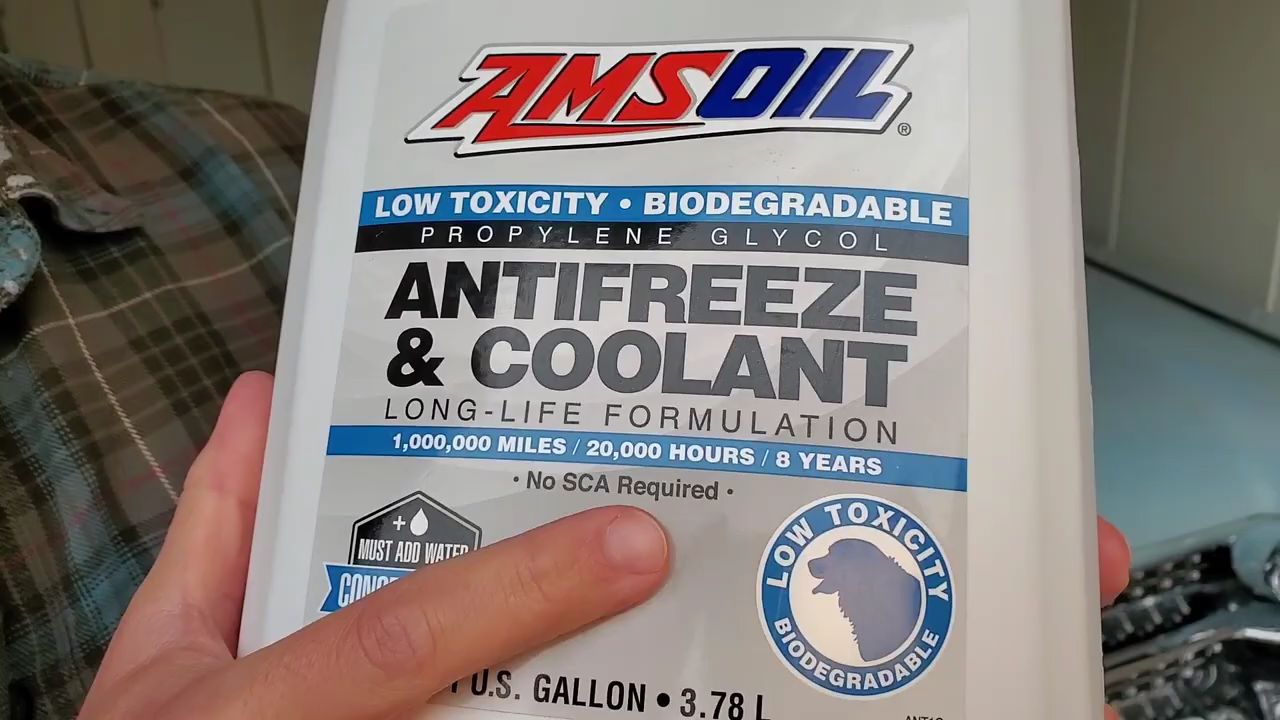 AMSOIL®
LOW TOXICITY • BIODEGRADABLE
PROPYLENE GLYCOL
ANTIFREEZE
& COOLANT
LONG-LIFE FORMULATION
1,000,000 MILES / 20,000 HOURS / 8 YEARS
• No SCA Required •
+
MUST ADD WATER
LOW TOXICITY
BIODEGRADABLE
U.S. GALLON • 3.78 L